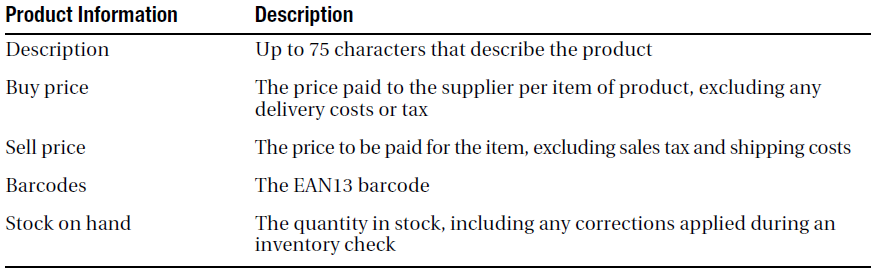 Product Information Description
Description Up to 75 characters that describe the product
Buy price The price paid to the supplier per item of product, excluding any
delivery costs or tax
Sell price The price to be paid for the item, excluding sales tax and shipping costs
Barcodes The EAN13 barcode
Stock on hand The quantity in stock, including any corrections applied during an
inventory check